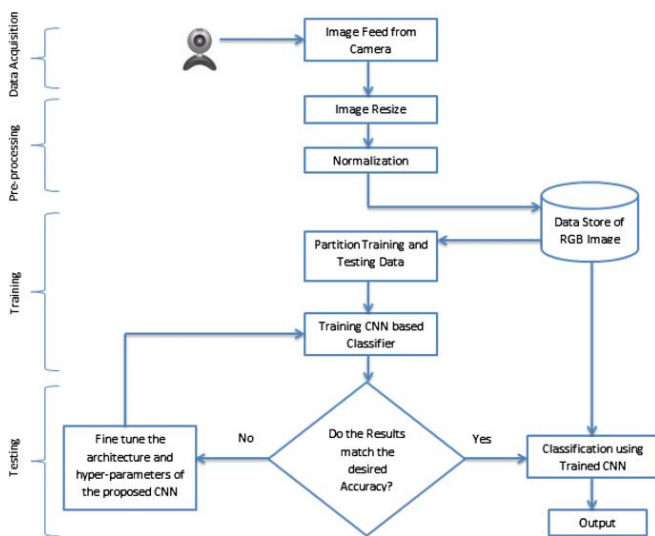 Data Acquisition
Image Feed from
Camera
Pre-processing
Image Resize
Normalization
Data Store of
RGB Image
Training
Partition Training and
Testing Data
Training CNN based
Classifier
Testing
Fine tune the
architecture and
hyper-parameters of
the proposed CNN
No
Do the Results
match the
desired
Accuracy?
Yes
Classification using
Trained CNN
Output